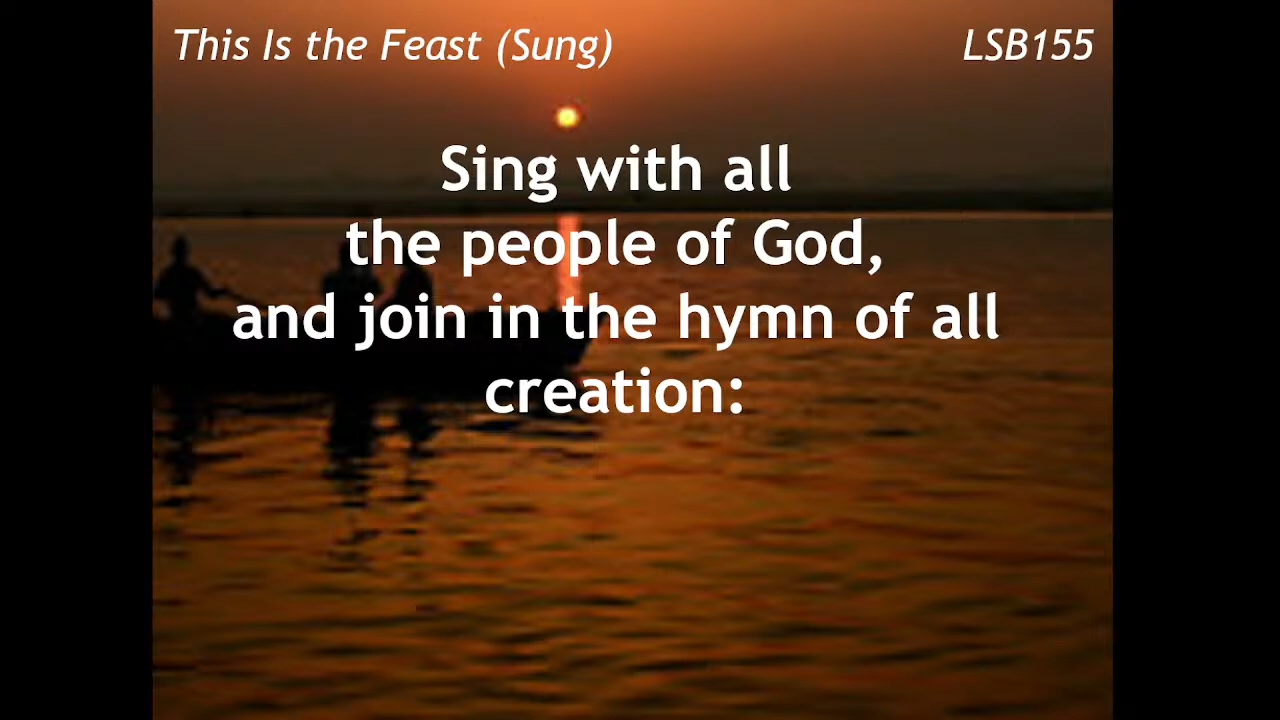 This Is the Feast (Sung) LSB155
Sing with all
the people of God,
and join in the hymn of all
creation: